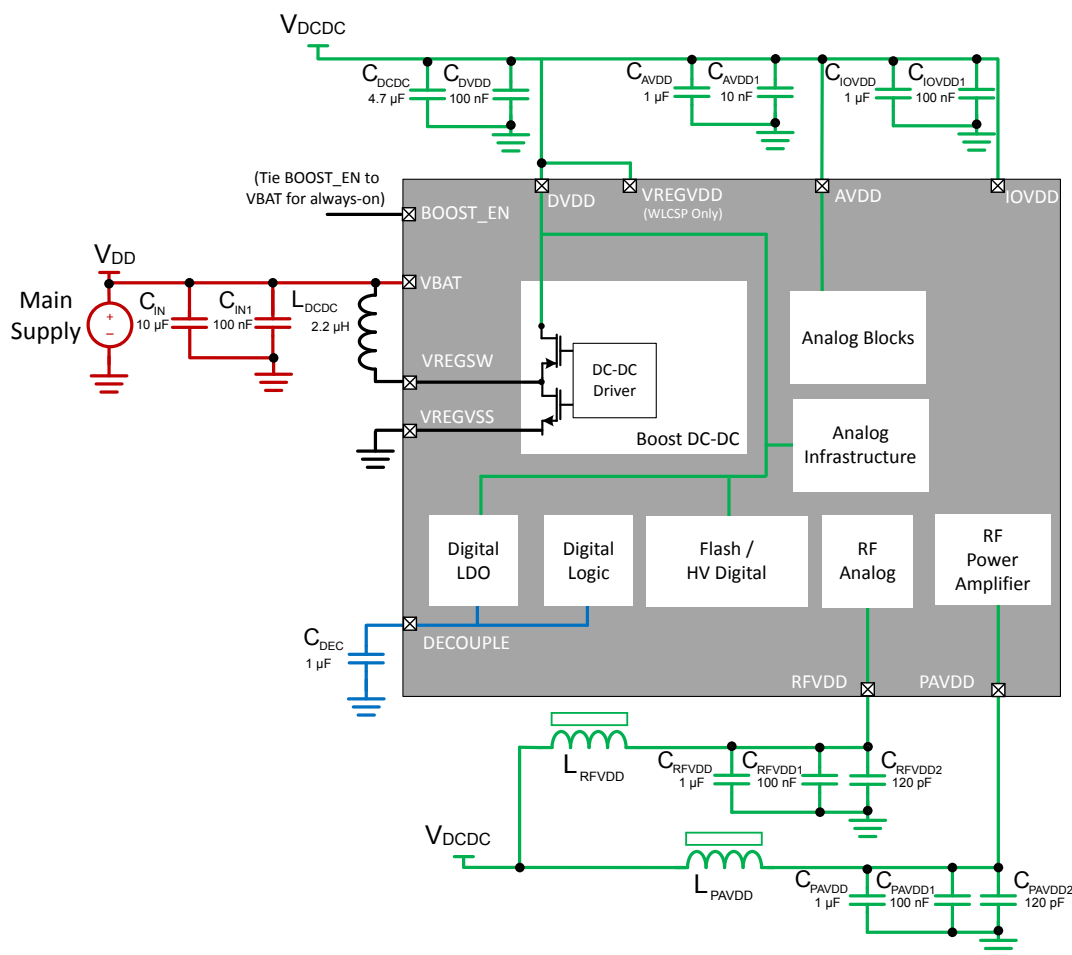 VDCDC
CDCDC
4.7 µF
CDVDD
100 nF
CAVDD
1 µF
CAVDD1
10 nF
CIOVDD
1 µF
CIOVDD1
100 nF
(Tie BOOST_EN to
VBAT for always-on)
DVDD
VREGVDD
(WLCSP Only)
AVDD
IOVDD
BOOST_EN
VDD
Main
Supply
+
–
CIN
10 µF
CIN1
100 nF
LDCDC
2.2 µH
VBAT
VREGSW
VREGVSS
DC-DC
Driver
Boost DC-DC
Analog Blocks
Analog
Infrastructure
Digital
LDO
Digital
Logic
Flash /
HV Digital
RF
Analog
RF
Power
Amplifier
CDEC
1 µF
DECOUPLE
RFVDD
PAVDD
LRFVDD
CRFVDD
1 µF
CRFVDD1
100 nF
CRFVDD2
120 pF
VDCDC
LPAVDD
CPAVDD
1 µF
CPAVDD1
100 nF
CPAVDD2
120 pF